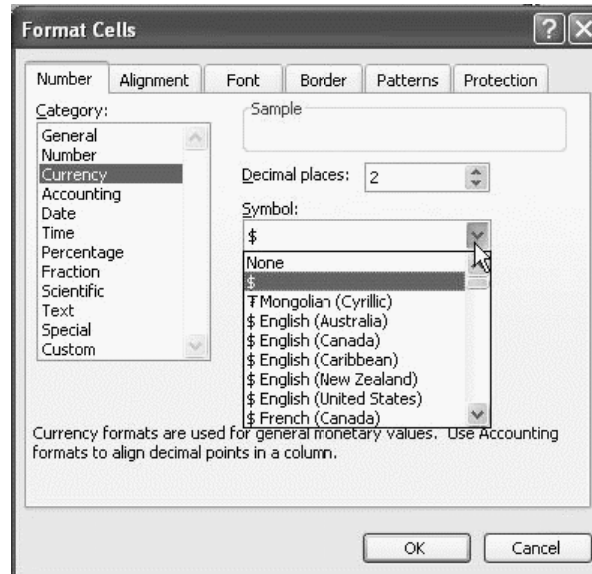 Format Cells
Number Alignment Font Border Patterns Protection
Category:
General
Number
Currency
Accounting
Date
Time
Percentage
Fraction
Scientific
Text
Special
Custom
Sample
Decimal places: 2
Symbol:
$
None
$
₮ Mongolian (Cyrillic)
$ English (Australia)
$ English (Canada)
$ English (Caribbean)
$ English (New Zealand)
$ English (United States)
$ French (Canada)
Currency formats are used for general monetary values. Use Accounting
formats to align decimal points in a column.
OK Cancel